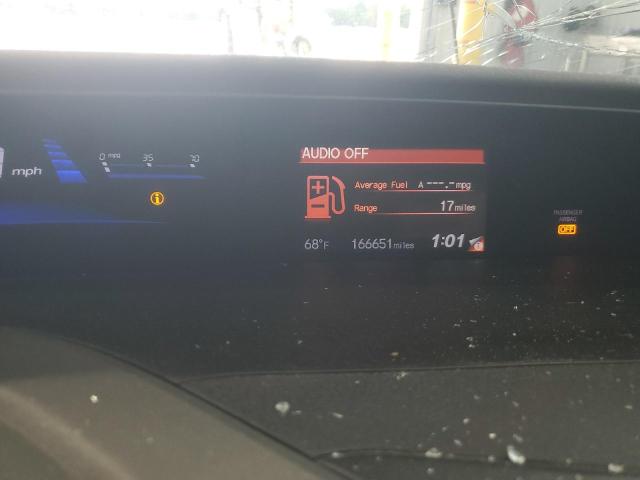 mph
0 mpg 35 70
AUDIO OFF
Average Fuel A ---.- mpg
Range 17 miles
68°F 166651 miles 1:01
PASSENGER
AIRBAG
OFF